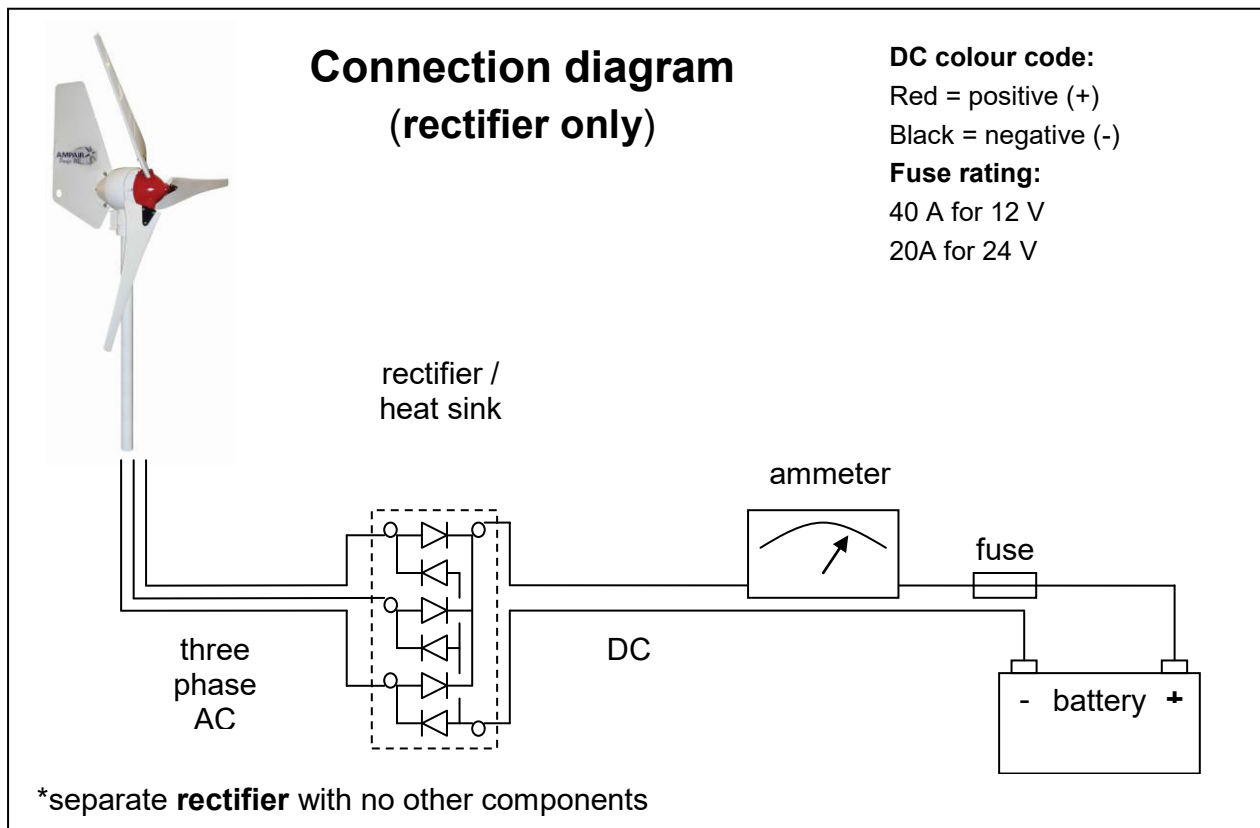 Connection diagram
(rectifier only)
DC colour code:
Red = positive (+)
Black = negative (-)
Fuse rating:
40 A for 12 V
20A for 24 V
AMPAIR
rectifier /
heat sink
ammeter
fuse
three
phase
AC
DC
- battery +
*separate rectifier with no other components